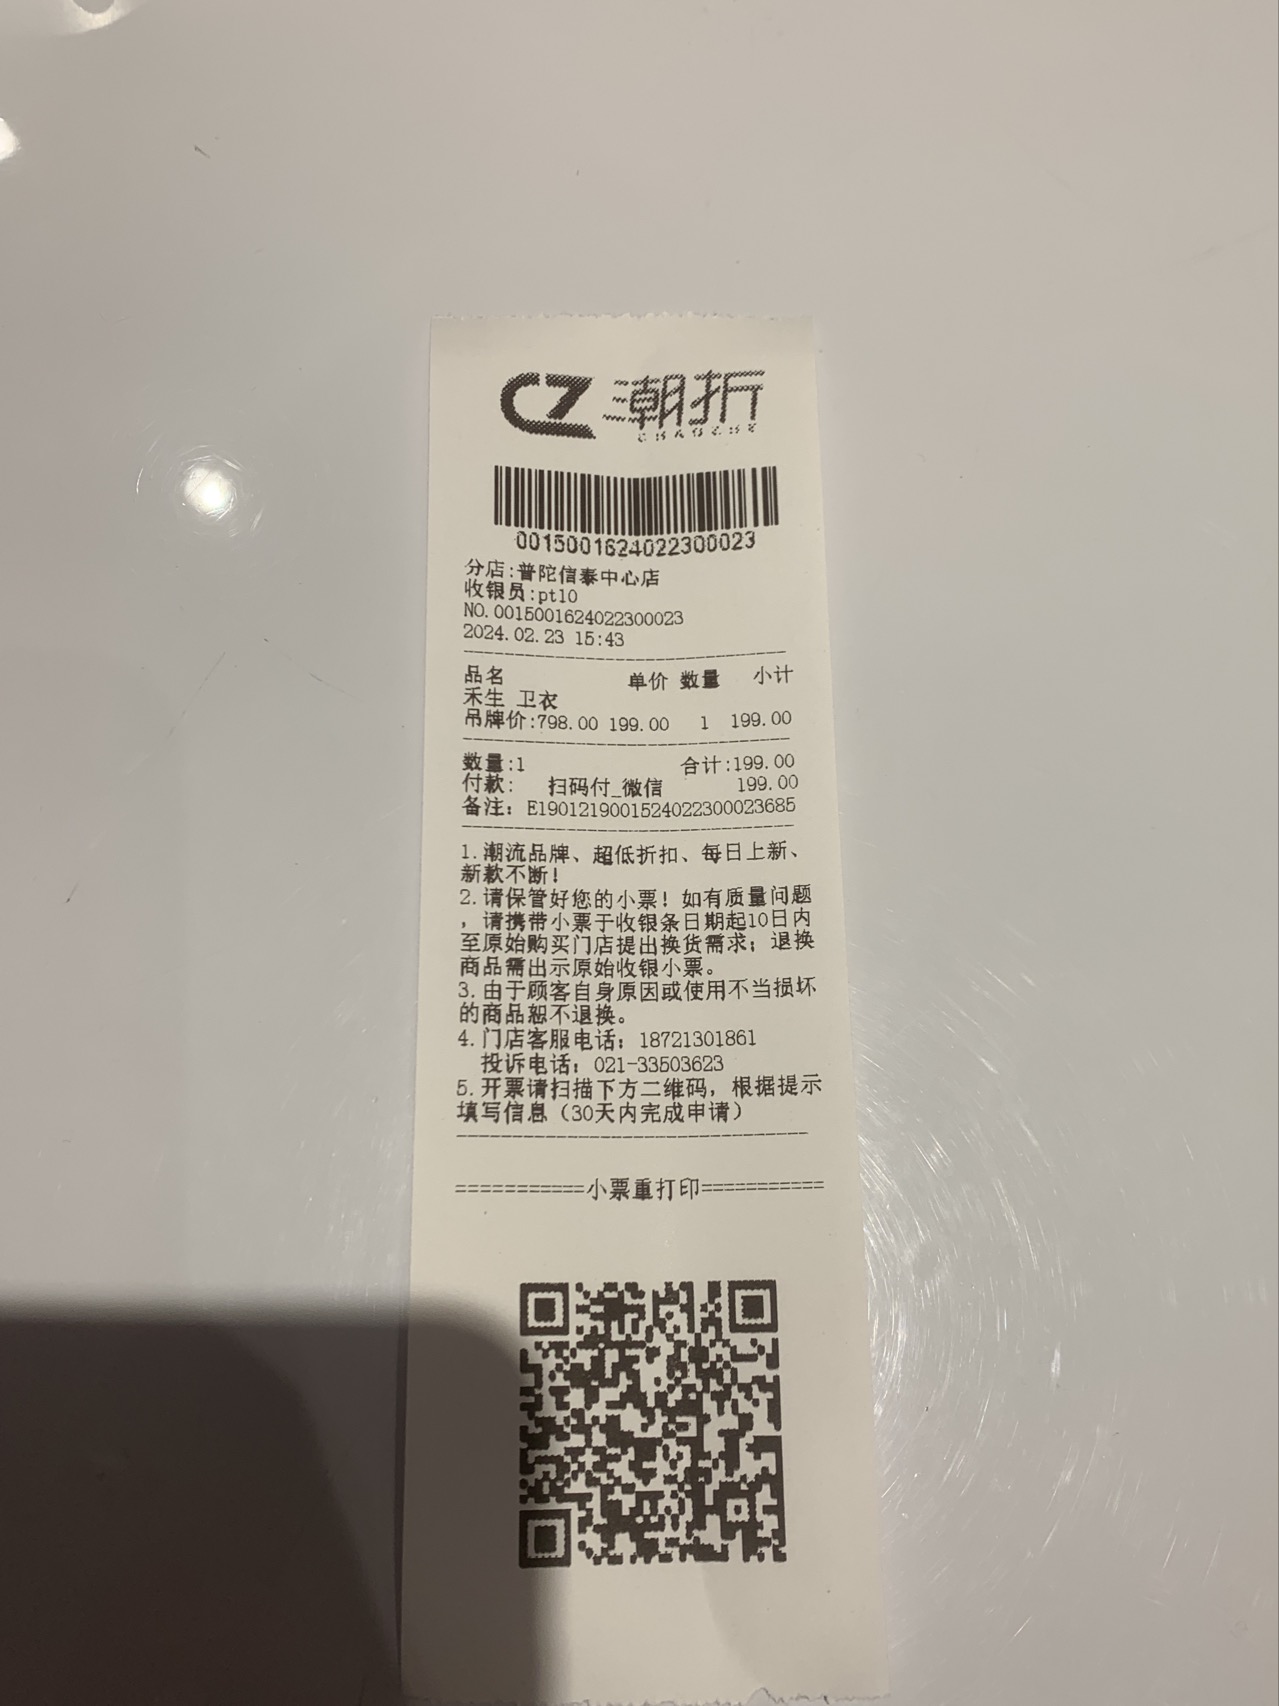 CZ 潮折
CHAOZHE
0015001624022300023
分店:普陀信泰中心店
收银员:pt10
NO.0015001624022300023
2024.02.23 15:43
品名 单价 数量 小计
禾生 卫衣
吊牌价:798.00 199.00 1 199.00
数量:1 合计:199.00
付款: 扫码付_微信 199.00
备注: E1901219001524022300023685
1.潮流品牌、超低折扣、每日上新、
新款不断!
2.请保管好您的小票! 如有质量问题
,请携带小票于收银条日期起10日内
至原始购买门店提出换货需求; 退换
商品需出示原始收银小票。
3.由于顾客自身原因或使用不当损坏
的商品恕不退换。
4.门店客服电话: 18721301861
投诉电话: 021-33503623
5.开票请扫描下方二维码, 根据提示
填写信息 (30天内完成申请)
===========小票重打印===========